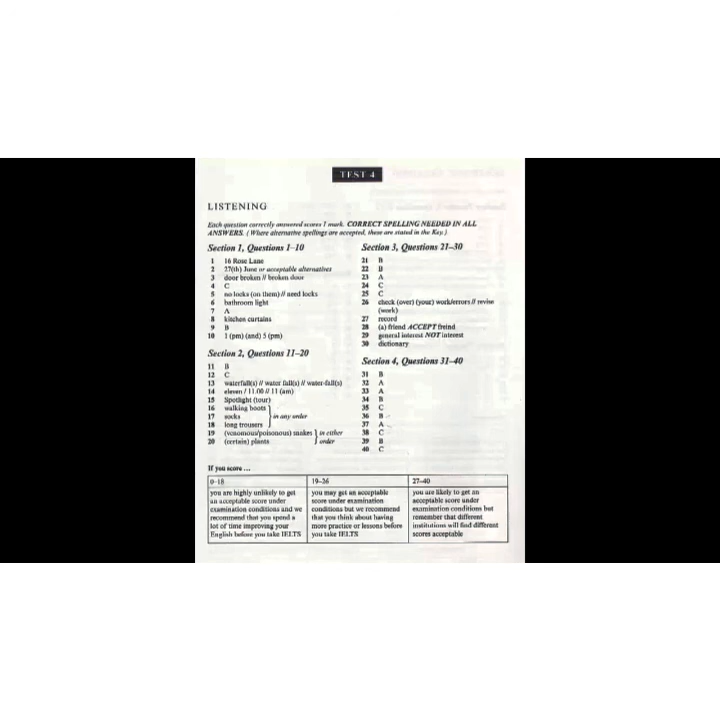 TEST 4
LISTENING
Each question correctly answered scores 1 mark. CORRECT SPELLING NEEDED IN ALL
ANSWERS. (Where alternative spellings are accepted, these are stated in the Key.)
Section 1, Questions 1–10
1 16 Rose Lane
2 27(th) June or acceptable alternatives
3 door broken // broken door
4 C
5 no locks (on them) // need locks
6 bathroom light
7 A
8 kitchen curtains
9 B
10 1 (pm) (and) 5 (pm)
Section 2, Questions 11–20
11 B
12 C
13 waterfall(s) // water fall(s) // water-fall(s)
14 eleven / 11.00 // 11 (am)
15 Spotlight (tour)
16 walking boots
17 socks in any order
18 long trousers
19 (venomous/poisonous) snakes in either
20 (certain) plants order
Section 3, Questions 21–30
21 B
22 B
23 A
24 C
25 C
26 check (over) (your) work/errors // revise
(work)
27 record
28 (a) friend ACCEPT freind
29 general interest NOT interest
30 dictionary
Section 4, Questions 31–40
31 B
32 A
33 A
34 B
35 C
36 B
37 A
38 C
39 B
40 C
If you score ...
0–18
you are highly unlikely to get
an acceptable score under
examination conditions and we
recommend that you spend a
lot of time improving your
English before you take IELTS
19–26
you may get an acceptable
score under examination
conditions but we recommend
that you think about having
more practice or lessons before
you take IELTS
27–40
you are likely to get an
acceptable score under
examination conditions but
remember that different
institutions will find different
scores acceptable